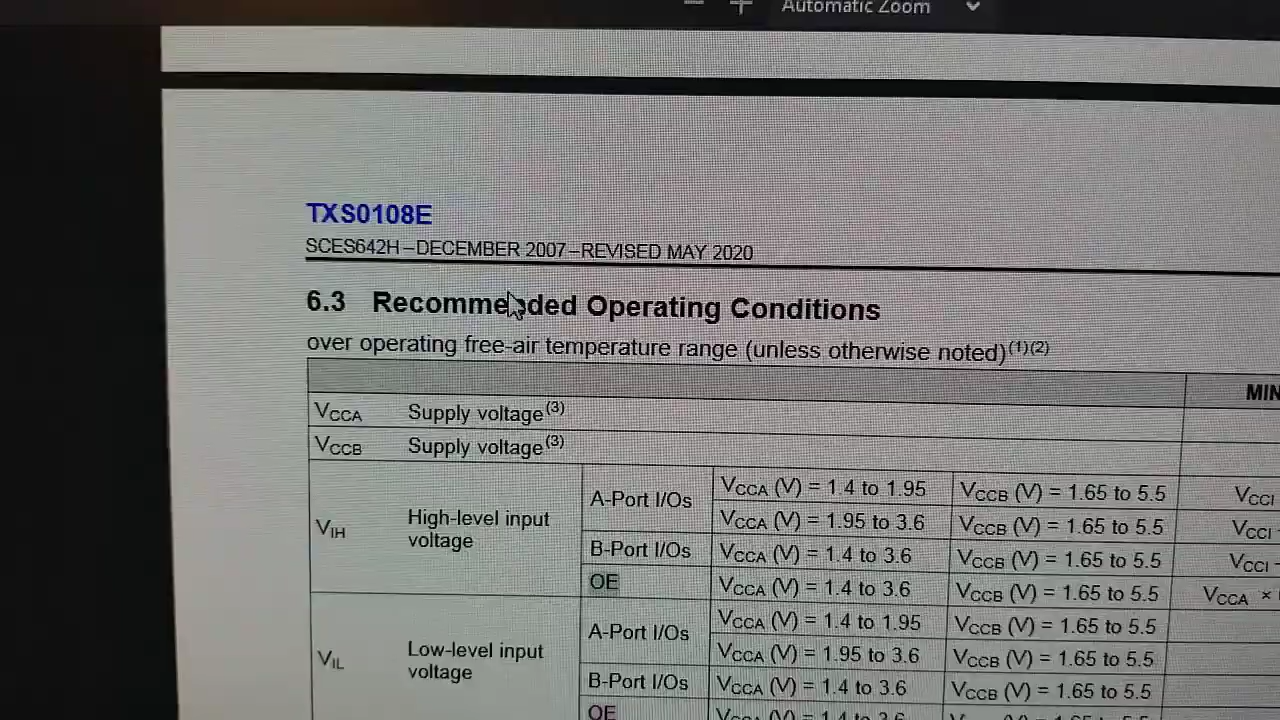 Automatic Zoom
TXS0108E
SCES642H –DECEMBER 2007–REVISED MAY 2020
6.3 Recommended Operating Conditions
over operating free-air temperature range (unless otherwise noted)(1)(2)
MIN
VCCA Supply voltage(3)
VCCB Supply voltage(3)
VIH High-level input voltage
A-Port I/Os VCCA (V) = 1.4 to 1.95 VCCB (V) = 1.65 to 5.5 VCCI
VCCA (V) = 1.95 to 3.6 VCCB (V) = 1.65 to 5.5 VCCI
B-Port I/Os VCCA (V) = 1.4 to 3.6 VCCB (V) = 1.65 to 5.5 VCCI -
OE VCCA (V) = 1.4 to 3.6 VCCB (V) = 1.65 to 5.5 VCCA ×
VIL Low-level input voltage
A-Port I/Os VCCA (V) = 1.4 to 1.95 VCCB (V) = 1.65 to 5.5
VCCA (V) = 1.95 to 3.6 VCCB (V) = 1.65 to 5.5
B-Port I/Os VCCA (V) = 1.4 to 3.6 VCCB (V) = 1.65 to 5.5
OE